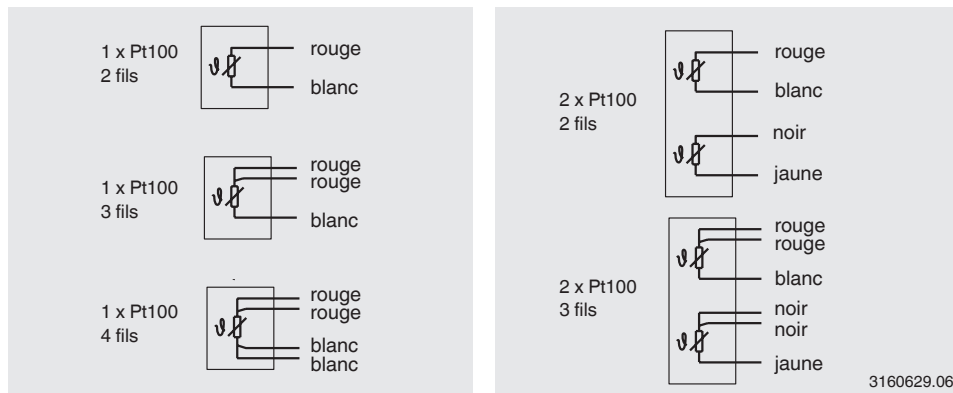 1 x Pt100
2 fils
rouge
blanc
1 x Pt100
3 fils
rouge
rouge
blanc
1 x Pt100
4 fils
rouge
rouge
blanc
blanc
2 x Pt100
2 fils
rouge
blanc
noir
jaune
2 x Pt100
3 fils
rouge
rouge
blanc
noir
noir
jaune
3160629.06